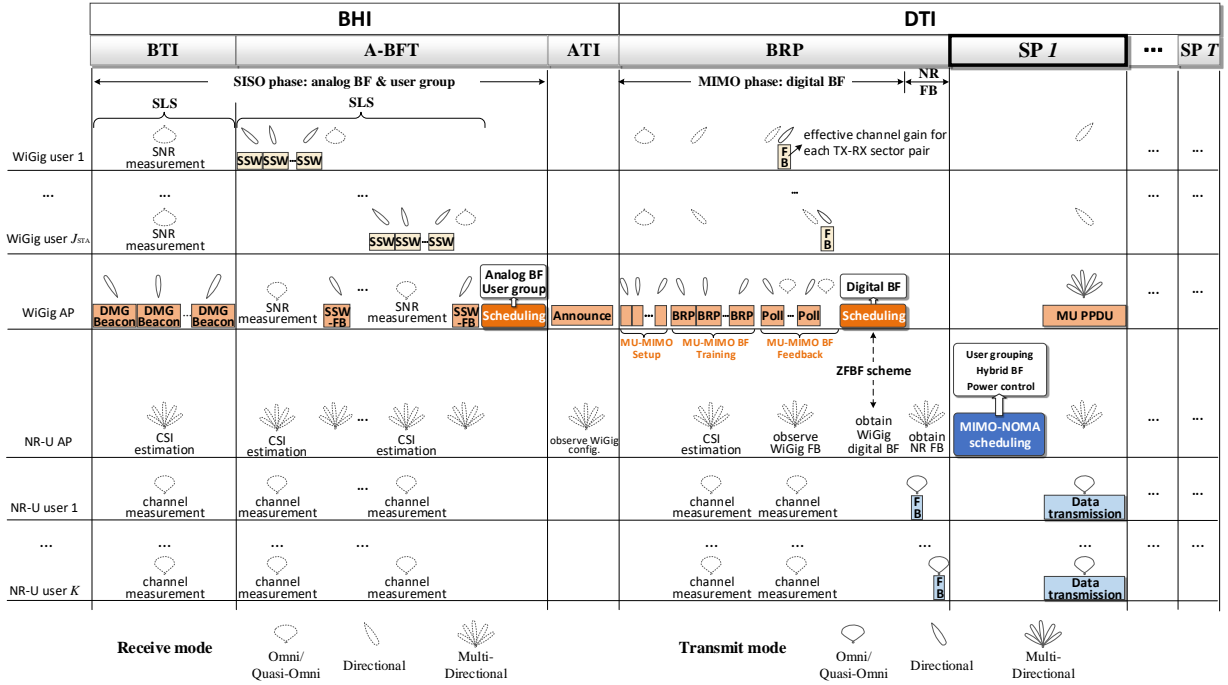 BHI
DTI
BTI
A-BFT
ATI
BRP
SP 1
...
SP T
SISO phase: analog BF & user group
MIMO phase: digital BF
NR
FB
SLS
SLS
WiGig user 1
SNR
measurement
SSW SSW ... SSW
F
B
effective channel gain for
each TX-RX sector pair
...
...
...
...
...
...
WiGig user J STA
SNR
measurement
SSW SSW ... SSW
F
B
...
...
WiGig AP
DMG
Beacon
DMG
Beacon
...
DMG
Beacon
SNR
measurement
SSW
-FB
...
SNR
measurement
SSW
-FB
Analog BF
User group
Scheduling
Announce
...
BRP BRP ... BRP
Poll ... Poll
Digital BF
Scheduling
MU PPDU
...
...
MU-MIMO
Setup
MU-MIMO BF
Training
MU-MIMO BF
Feedback
ZFBF scheme
User grouping
Hybrid BF
Power control
NR-U AP
CSI
estimation
CSI
estimation
...
CSI
estimation
observe WiGig
config.
CSI
estimation
observe
WiGig FB
obtain
WiGig
digital BF
obtain
NR FB
MIMO-NOMA
scheduling
...
...
NR-U user 1
channel
measurement
channel
measurement
...
channel
measurement
channel
measurement
channel
measurement
F
B
Data
transmission
...
...
...
...
...
...
...
...
...
...
...
...
NR-U user K
channel
measurement
channel
measurement
channel
measurement
channel
measurement
channel
measurement
F
B
Data
transmission
Receive mode
Omni/
Quasi-Omni
Directional
Multi-
Directional
Transmit mode
Omni/
Quasi-Omni
Directional
Multi-
Directional